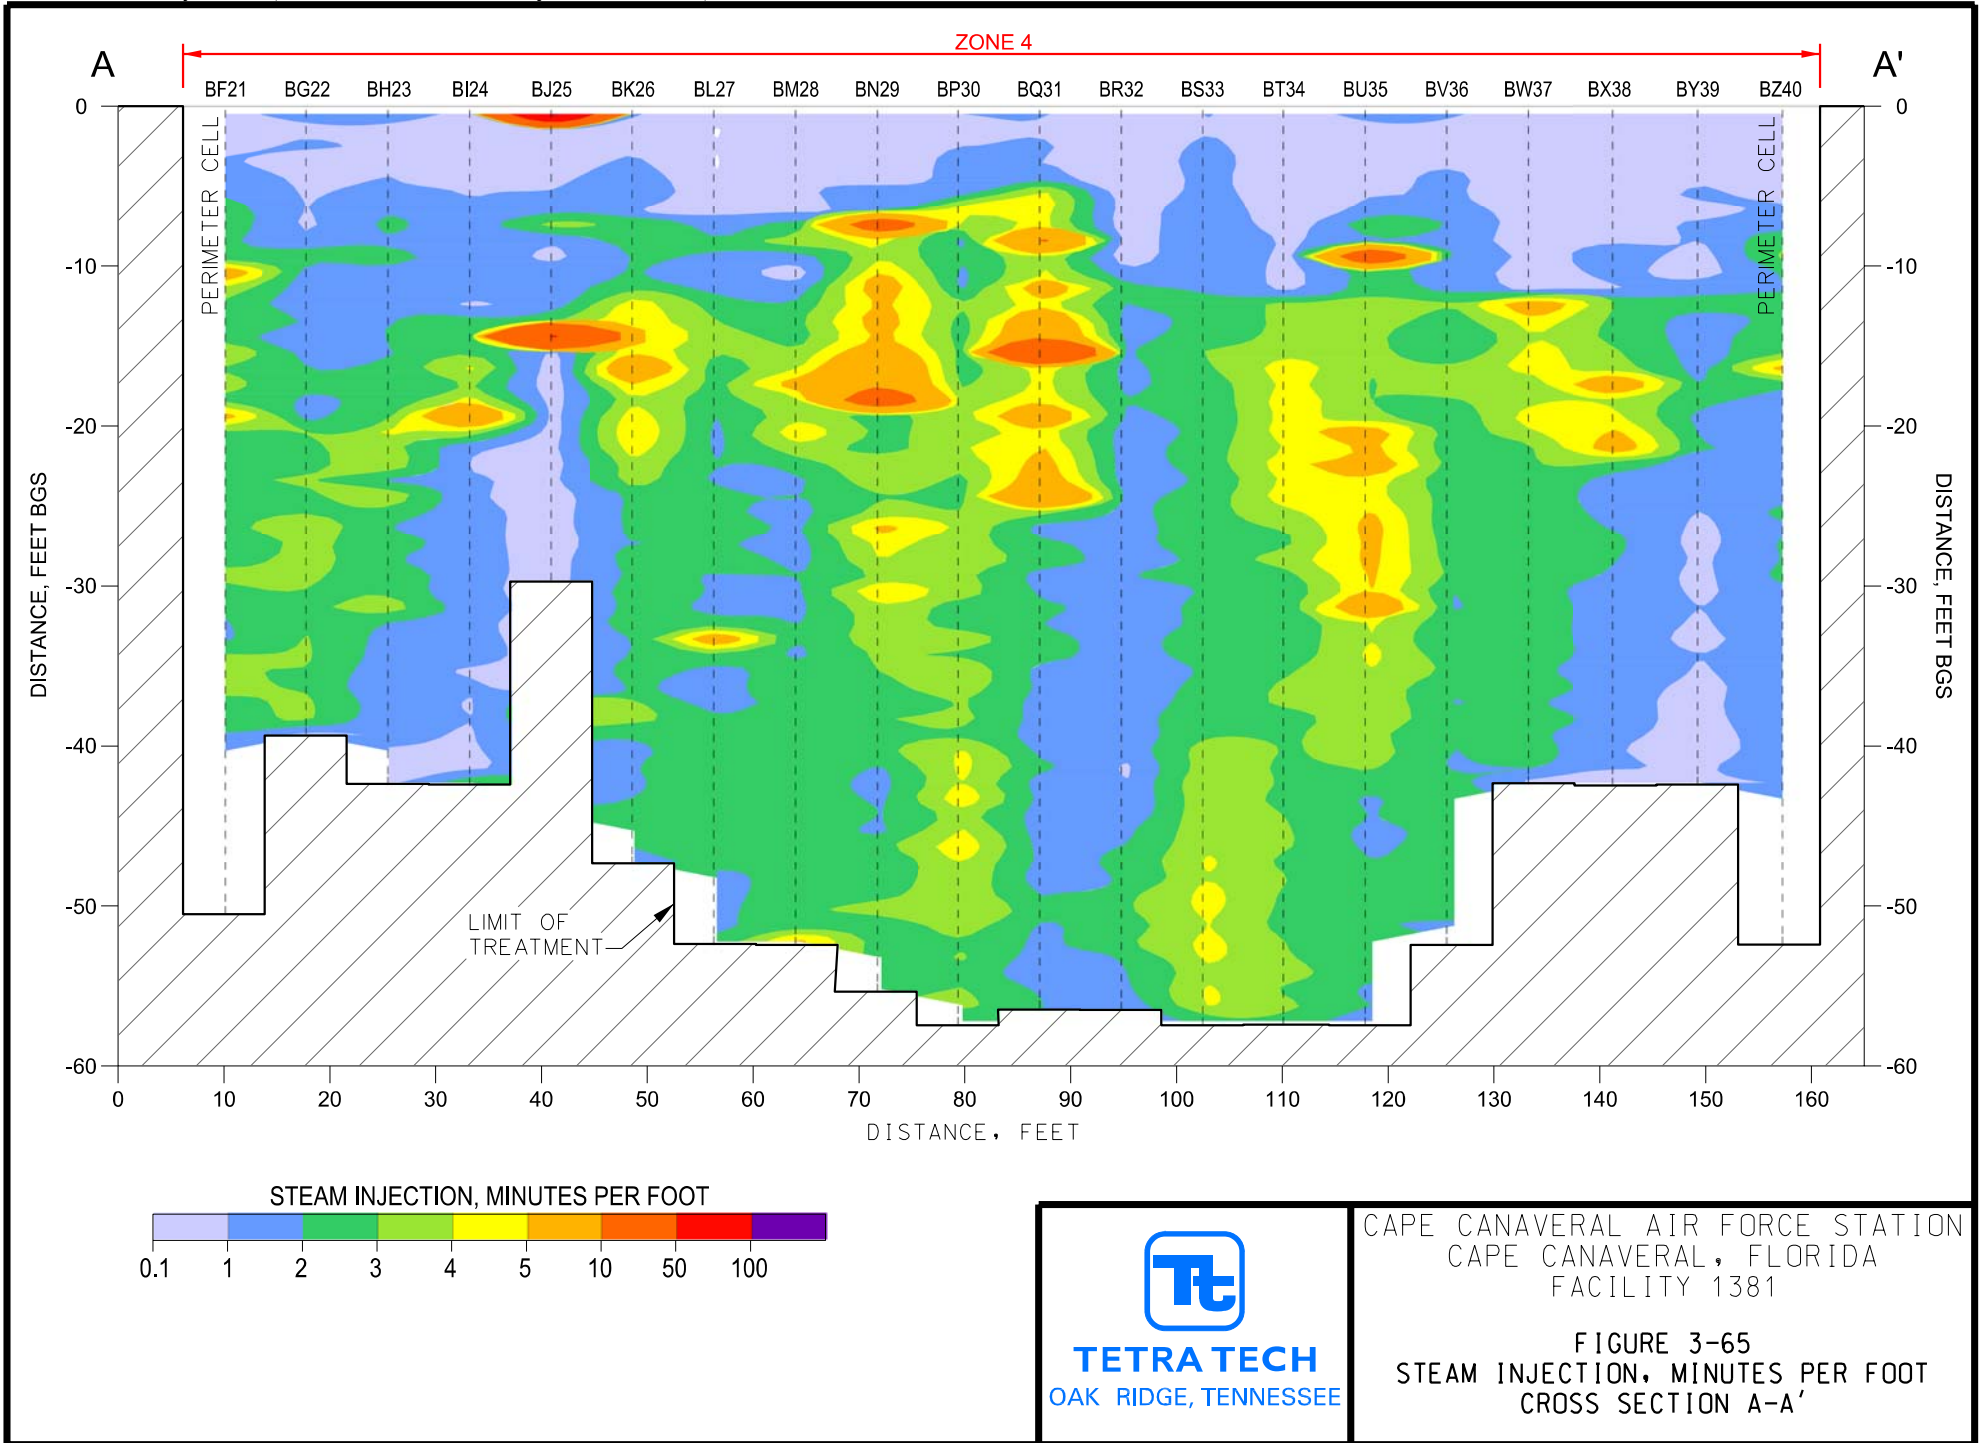 ZONE 4
A
A'
BF21 BG22 BH23 BI24 BJ25 BK26 BL27 BM28 BN29 BP30 BQ31 BR32 BS33 BT34 BU35 BV36 BW37 BX38 BY39 BZ40
PERIMETER CELL
PERIMETER CELL
0
-10
-20
-30
-40
-50
-60
DISTANCE, FEET BGS
0
-10
-20
-30
-40
-50
-60
DISTANCE, FEET BGS
LIMIT OF
TREATMENT
0 10 20 30 40 50 60 70 80 90 100 110 120 130 140 150 160
DISTANCE, FEET
STEAM INJECTION, MINUTES PER FOOT
0.1 1 2 3 4 5 10 50 100
Tt
TETRA TECH
OAK RIDGE, TENNESSEE
CAPE CANAVERAL AIR FORCE STATION
CAPE CANAVERAL, FLORIDA
FACILITY 1381
FIGURE 3-65
STEAM INJECTION, MINUTES PER FOOT
CROSS SECTION A-A'